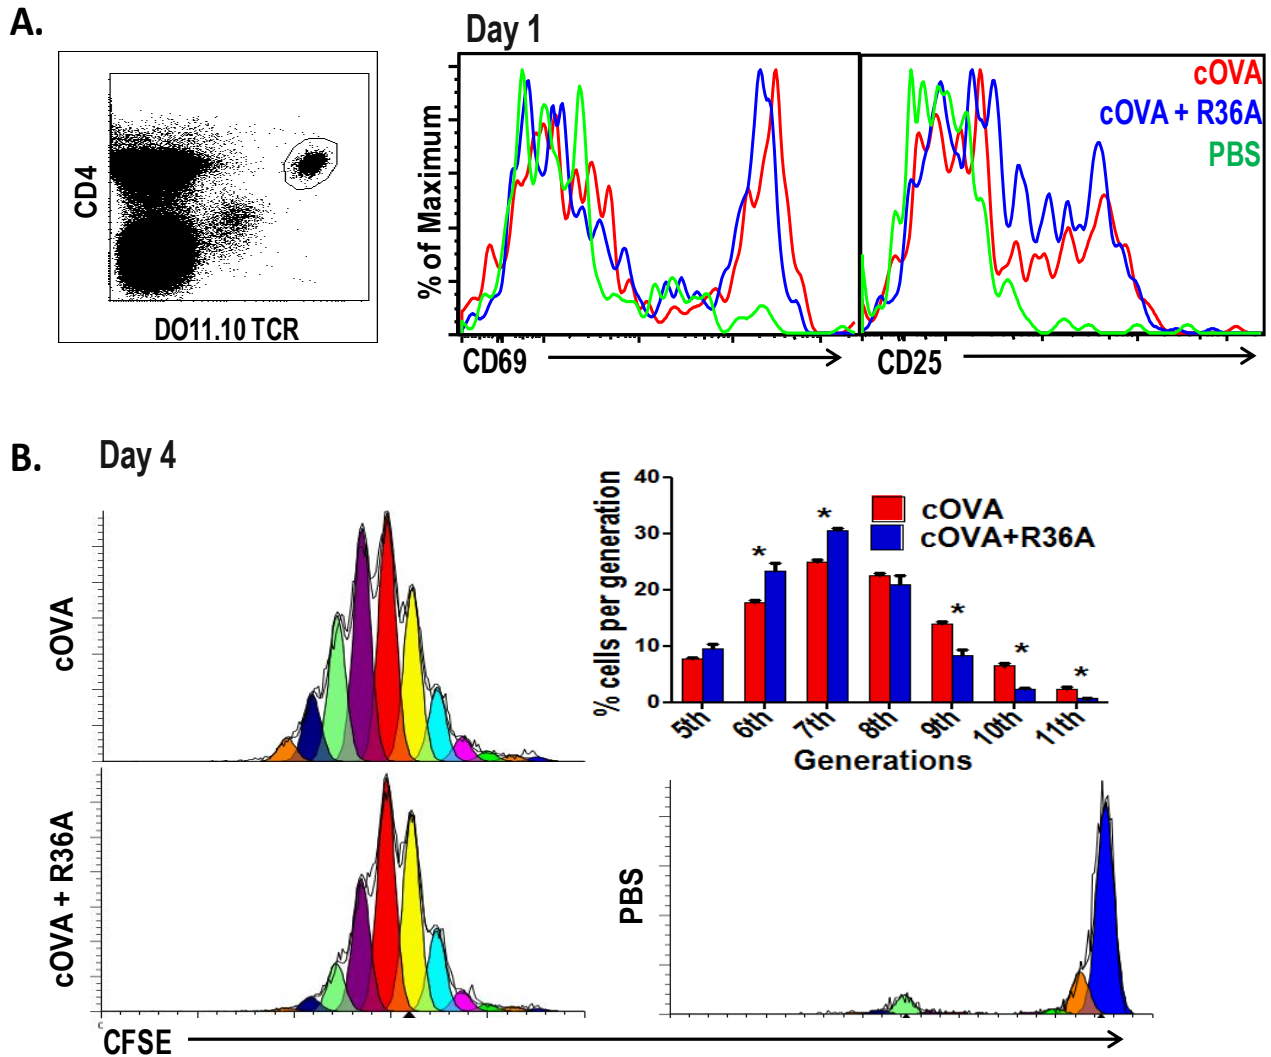 A.
CD4
DO11.10 TCR
Day 1
% of Maximum
CD69
cOVA
cOVA + R36A
PBS
CD25
B.
Day 4
cOVA
cOVA + R36A
CFSE
% cells per generation
40
30
20
10
0
* * * * *
cOVA
cOVA+R36A
5th 6th 7th 8th 9th 10th 11th
Generations
PBS